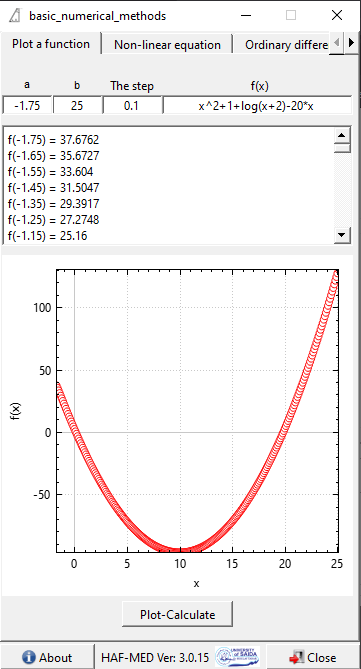 basic_numerical_methods
Plot a function Non-linear equation Ordinary differe
a b The step f(x)
-1.75 25 0.1 x^2+1+log(x+2)-20*x
f(-1.75) = 37.6762
f(-1.65) = 35.6727
f(-1.55) = 33.604
f(-1.45) = 31.5047
f(-1.35) = 29.3917
f(-1.25) = 27.2748
f(-1.15) = 25.16
100
50
0
-50
f(x)
0 5 10 15 20 25
x
Plot-Calculate
About HAF-MED Ver: 3.0.15 UNIVERSITY of SAIDA Close